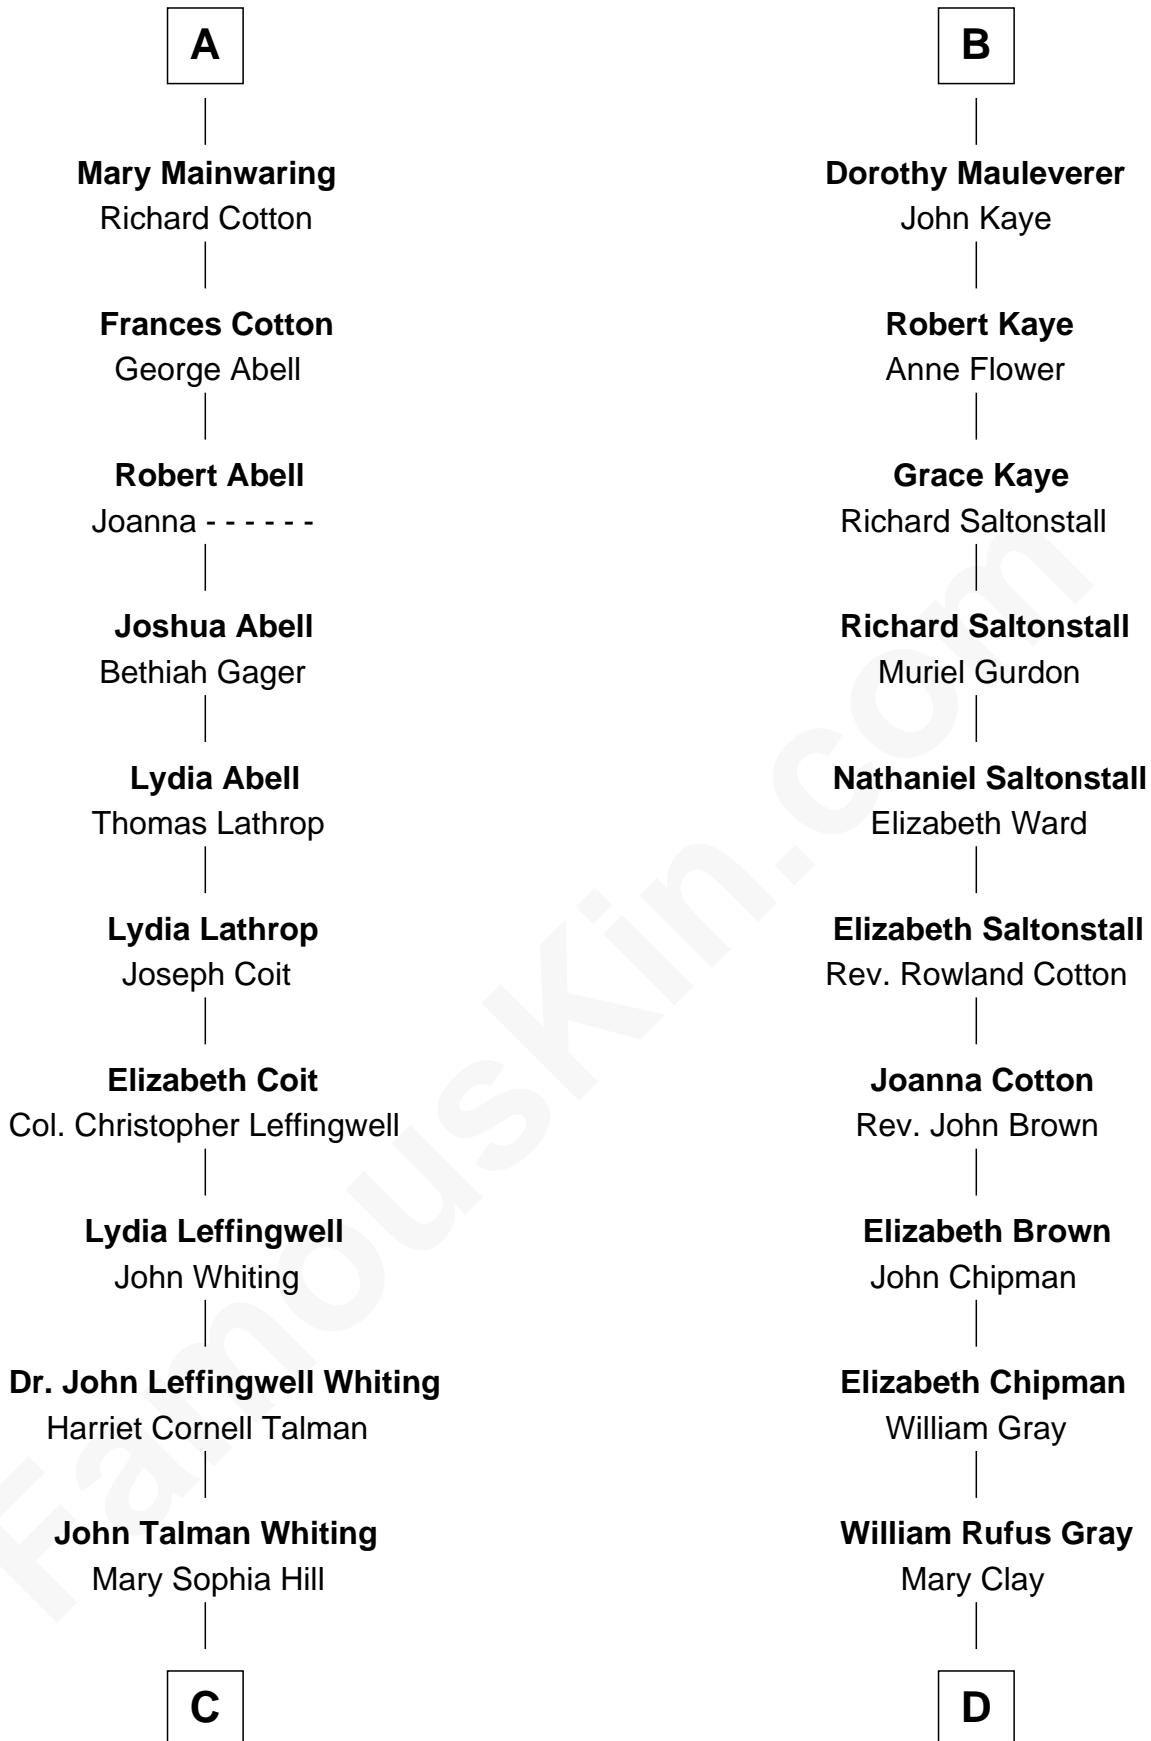 A
Mary Mainwaring
Richard Cotton
Frances Cotton
George Abell
Robert Abell
Joanna - - - - - -
Joshua Abell
Bethiah Gager
Lydia Abell
Thomas Lathrop
Lydia Lathrop
Joseph Coit
Elizabeth Coit
Col. Christopher Leffingwell
Lydia Leffingwell
John Whiting
Dr. John Leffingwell Whiting
Harriet Cornell Talman
John Talman Whiting
Mary Sophia Hill
C
B
Dorothy Mauleverer
John Kaye
Robert Kaye
Anne Flower
Grace Kaye
Richard Saltonstall
Richard Saltonstall
Muriel Gurdon
Nathaniel Saltonstall
Elizabeth Ward
Elizabeth Saltonstall
Rev. Rowland Cotton
Joanna Cotton
Rev. John Brown
Elizabeth Brown
John Chipman
Elizabeth Chipman
William Gray
William Rufus Gray
Mary Clay
D
FamousKin.com